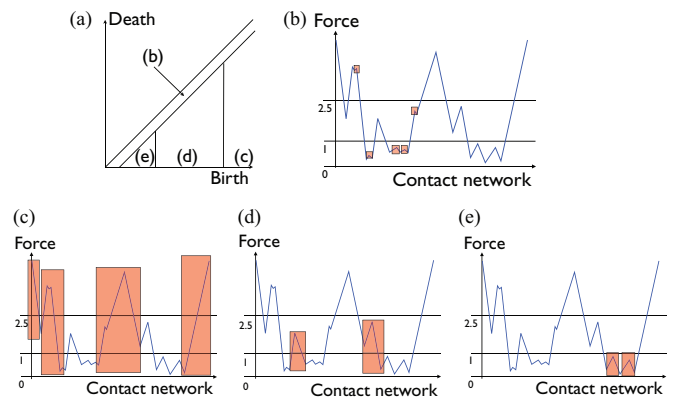 (a)
Death
(b)
(e)
(d)
(c)
Birth
(b)
Force
2.5
1
0
Contact network
(c)
Force
2.5
1
0
Contact network
(d)
Force
2.5
1
0
Contact network
(e)
Force
2.5
1
0
Contact network